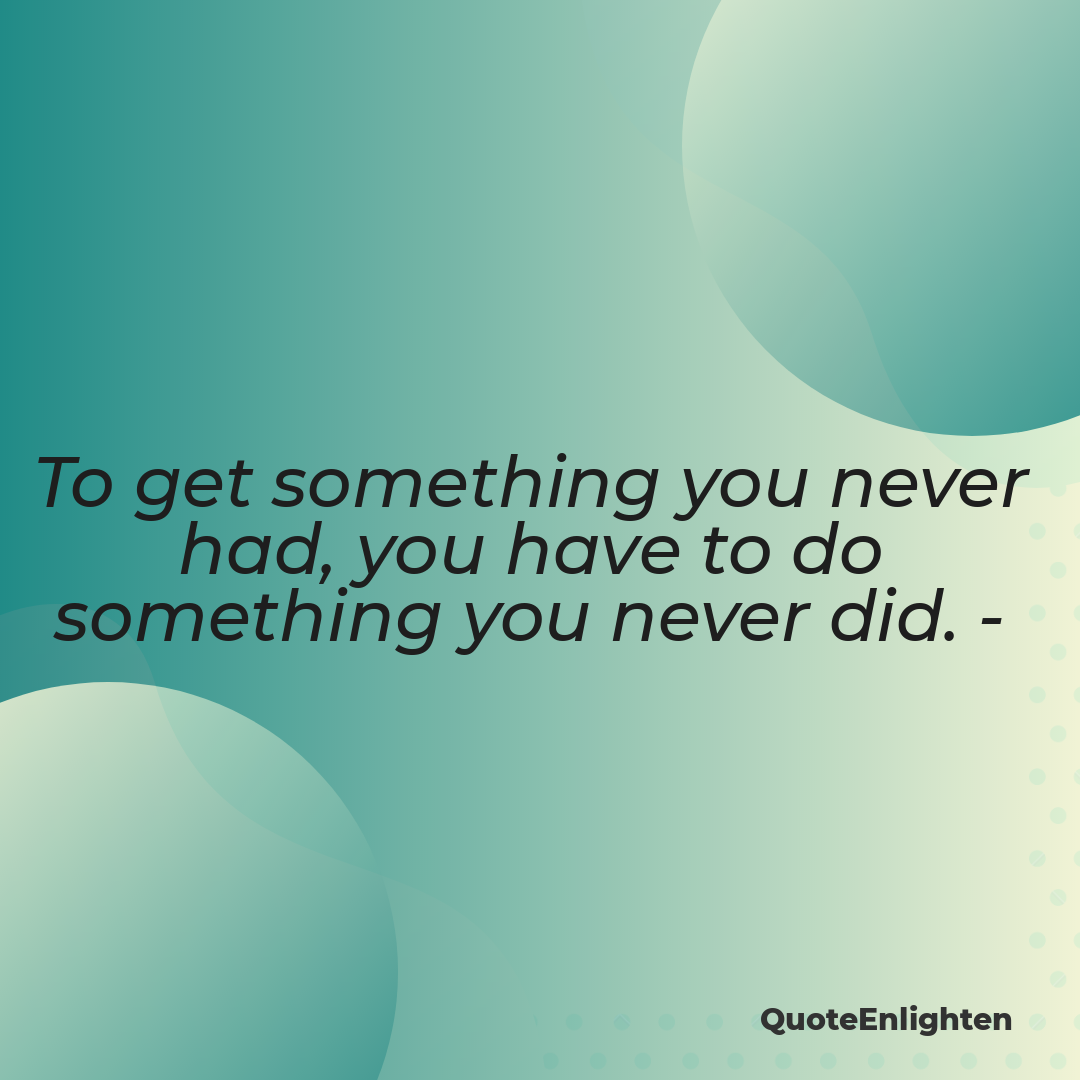 To get something you never
had, you have to do
something you never did. -
QuoteEnlighten